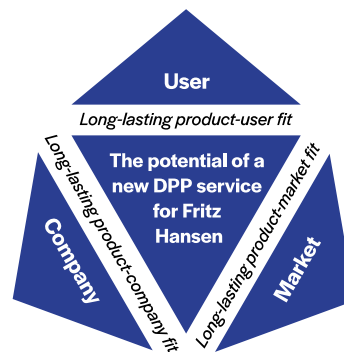 User
Long-lasting product-user fit
The potential of a
new DPP service
for Fritz
Hansen
Long-lasting product-company fit
Company
Long-lasting product-market fit
Market